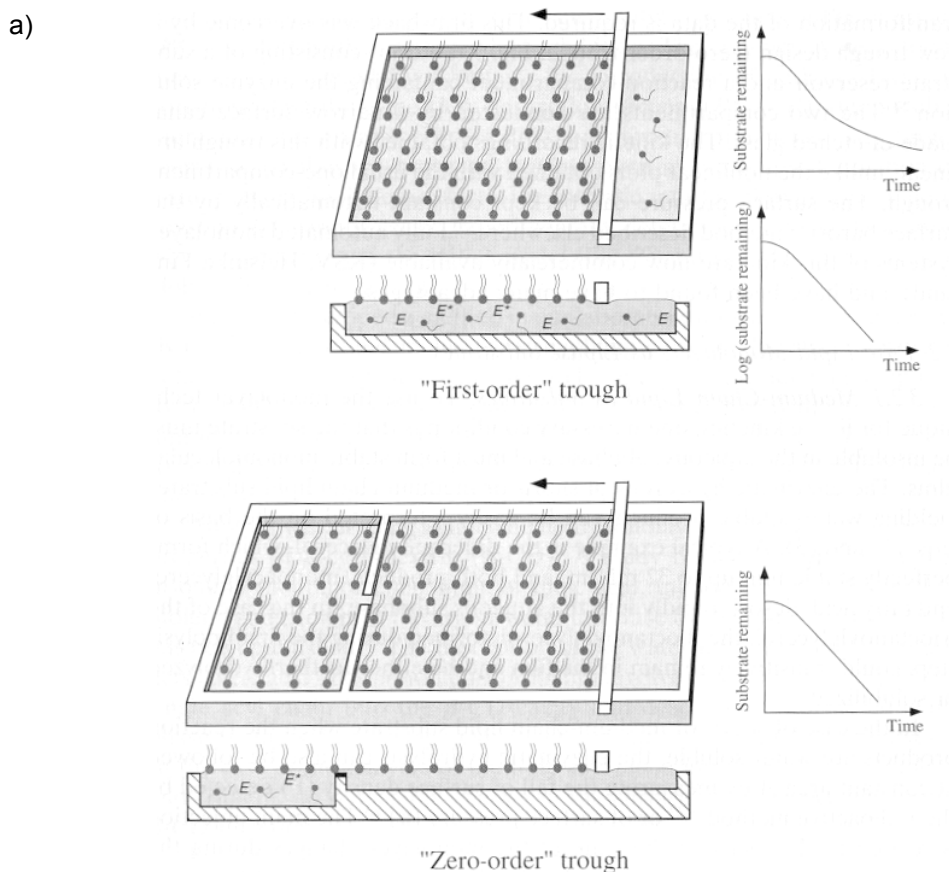 a)
Substrate remaining
Time
Log (substrate remaining)
Time
E E* E* E E E
"First-order" trough
Substrate remaining
Time
E E*
"Zero-order" trough